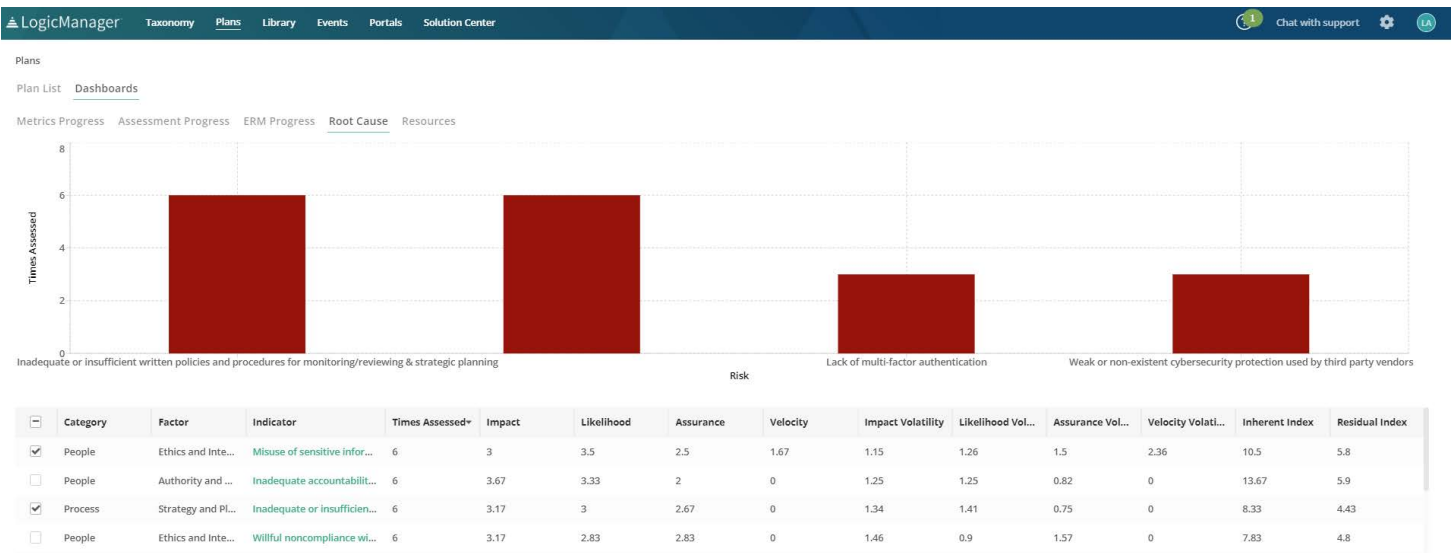 LogicManager Taxonomy Plans Library Events Portals Solution Center 1 Chat with support LA
Plans
Plan List Dashboards
Metrics Progress Assessment Progress ERM Progress Root Cause Resources
8
6
4
2
0
Times Assessed
Inadequate or insufficient written policies and procedures for monitoring/reviewing & strategic planning Lack of multi-factor authentication Weak or non-existent cybersecurity protection used by third party vendors
Risk
Category Factor Indicator Times Assessed Impact Likelihood Assurance Velocity Impact Volatility Likelihood Vol... Assurance Vol... Velocity Volati... Inherent Index Residual Index
People Ethics and Inte... Misuse of sensitive infor... 6 3 3.5 2.5 1.67 1.15 1.26 1.5 2.36 10.5 5.8
People Authority and ... Inadequate accountabilit... 6 3.67 3.33 2 0 1.25 1.25 0.82 0 13.67 5.9
Process Strategy and Pl... Inadequate or insufficien... 6 3.17 3 2.67 0 1.34 1.41 0.75 0 8.33 4.43
People Ethics and Inte... Willful noncompliance wi... 6 3.17 2.83 2.83 0 1.46 0.9 1.57 0 7.83 4.8